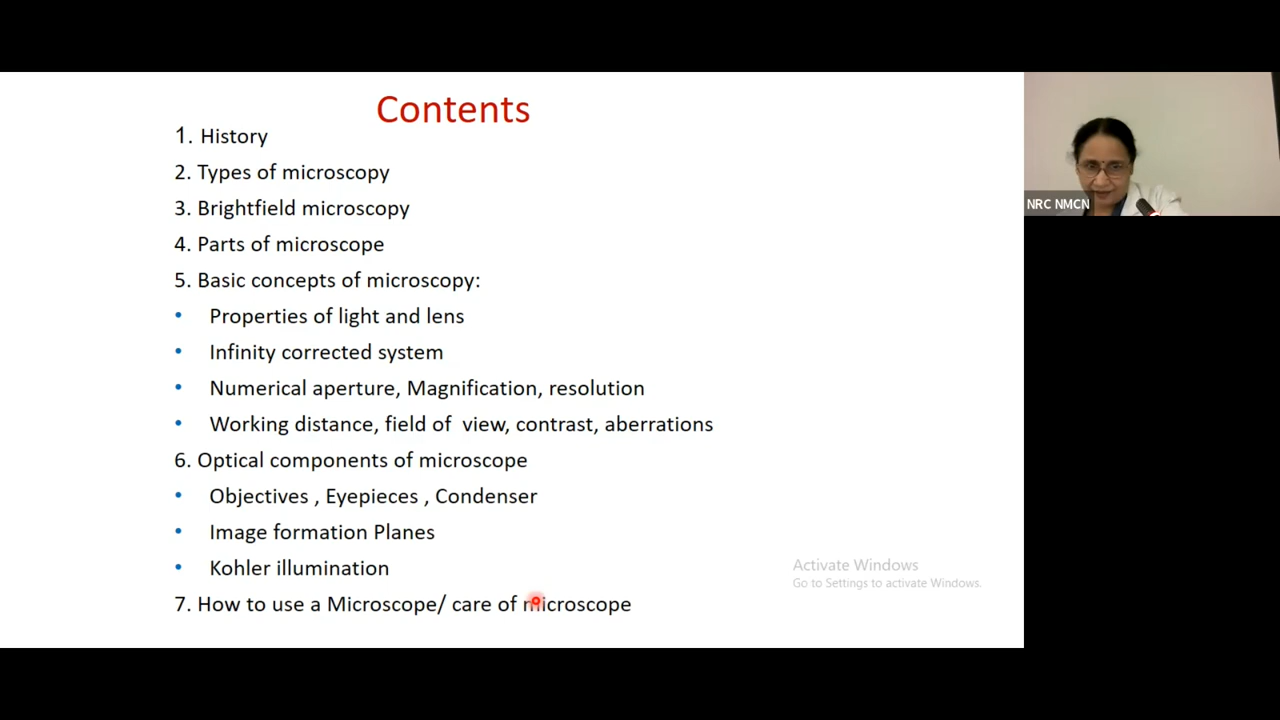 Contents
1. History
2. Types of microscopy
3. Brightfield microscopy
4. Parts of microscope
5. Basic concepts of microscopy:
• Properties of light and lens
• Infinity corrected system
• Numerical aperture, Magnification, resolution
• Working distance, field of  view, contrast, aberrations
6. Optical components of microscope
• Objectives , Eyepieces , Condenser
• Image formation Planes
• Kohler illumination
7. How to use a Microscope/ care of microscope
Activate Windows
Go to Settings to activate Windows.
NRC NMCN